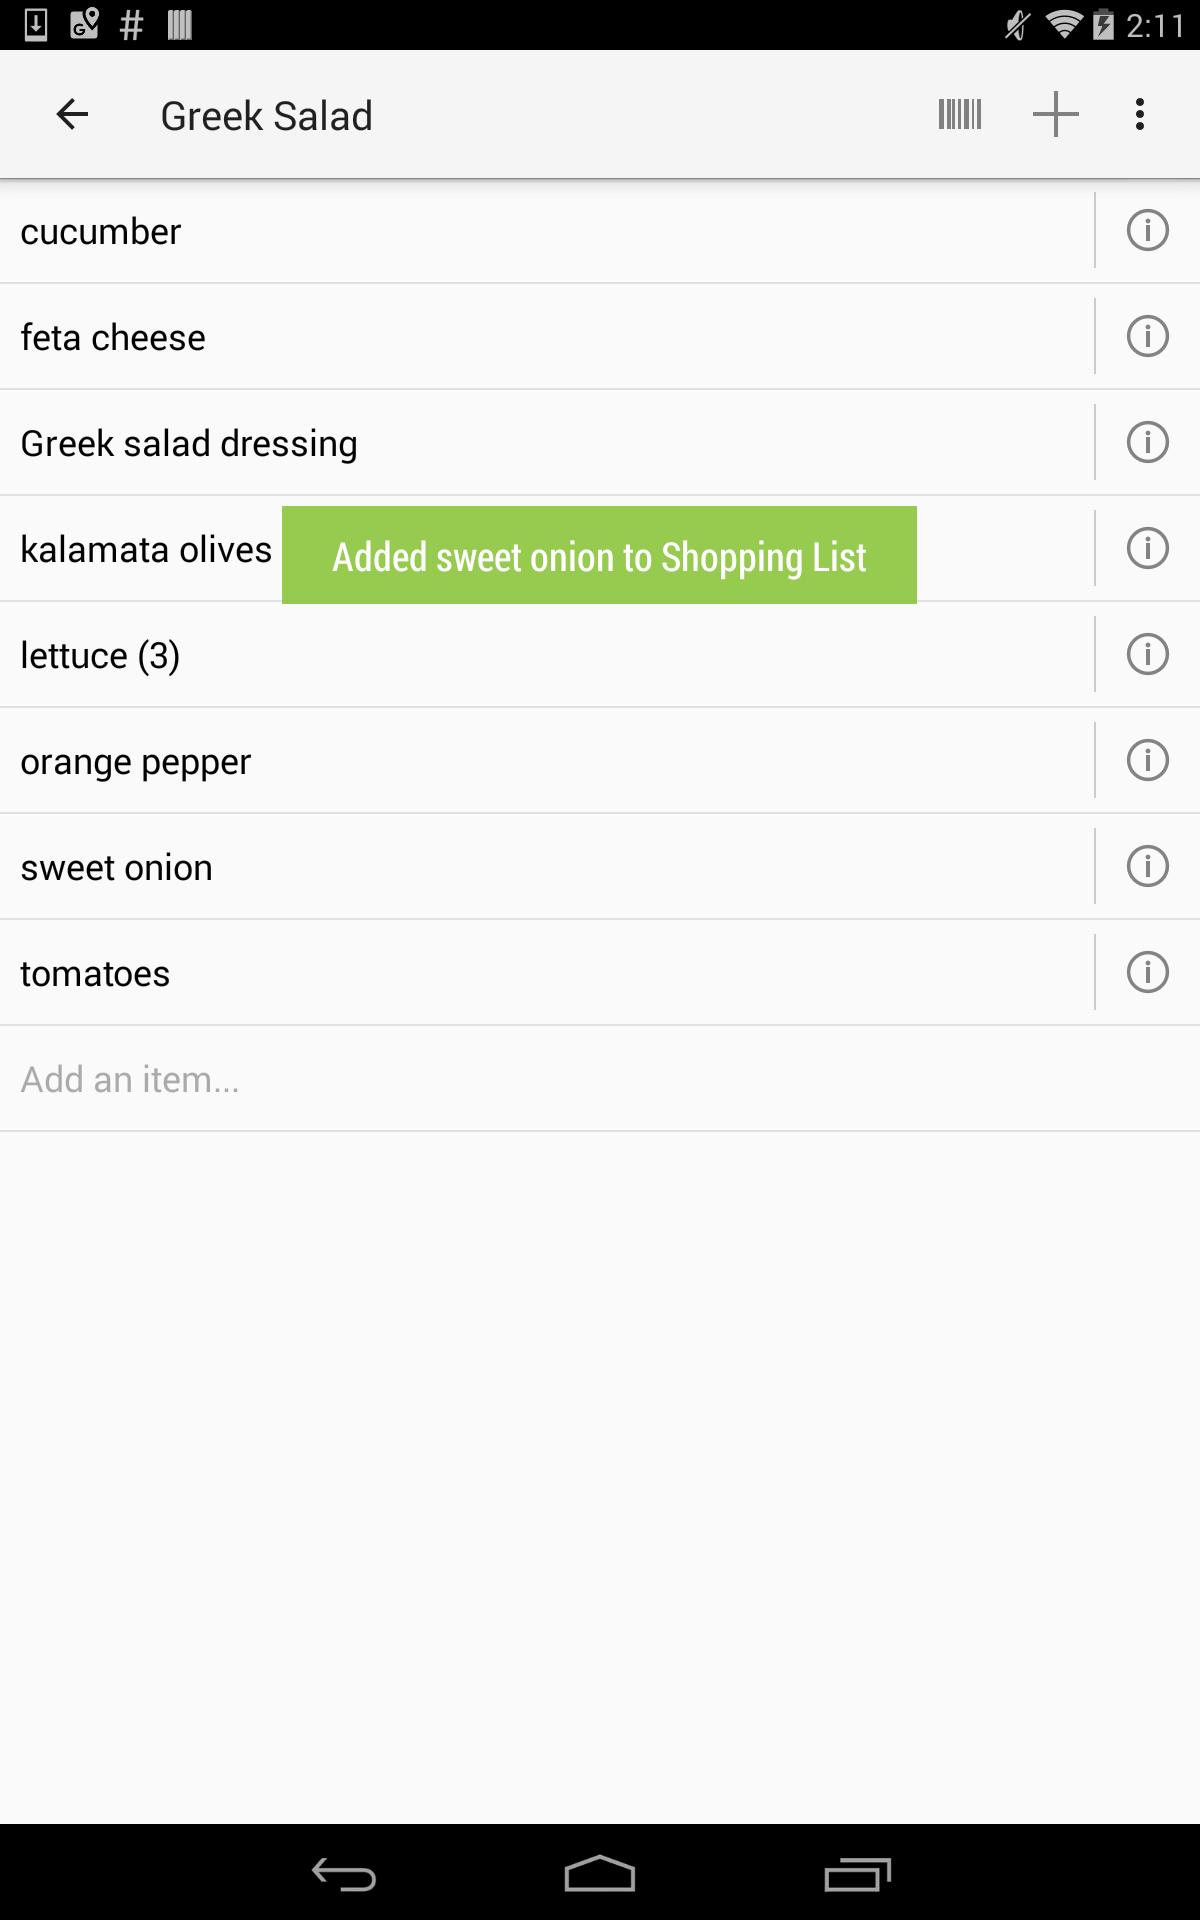 2:11
Greek Salad
cucumber
feta cheese
Greek salad dressing
kalamata olives
Added sweet onion to Shopping List
lettuce (3)
orange pepper
sweet onion
tomatoes
Add an item...